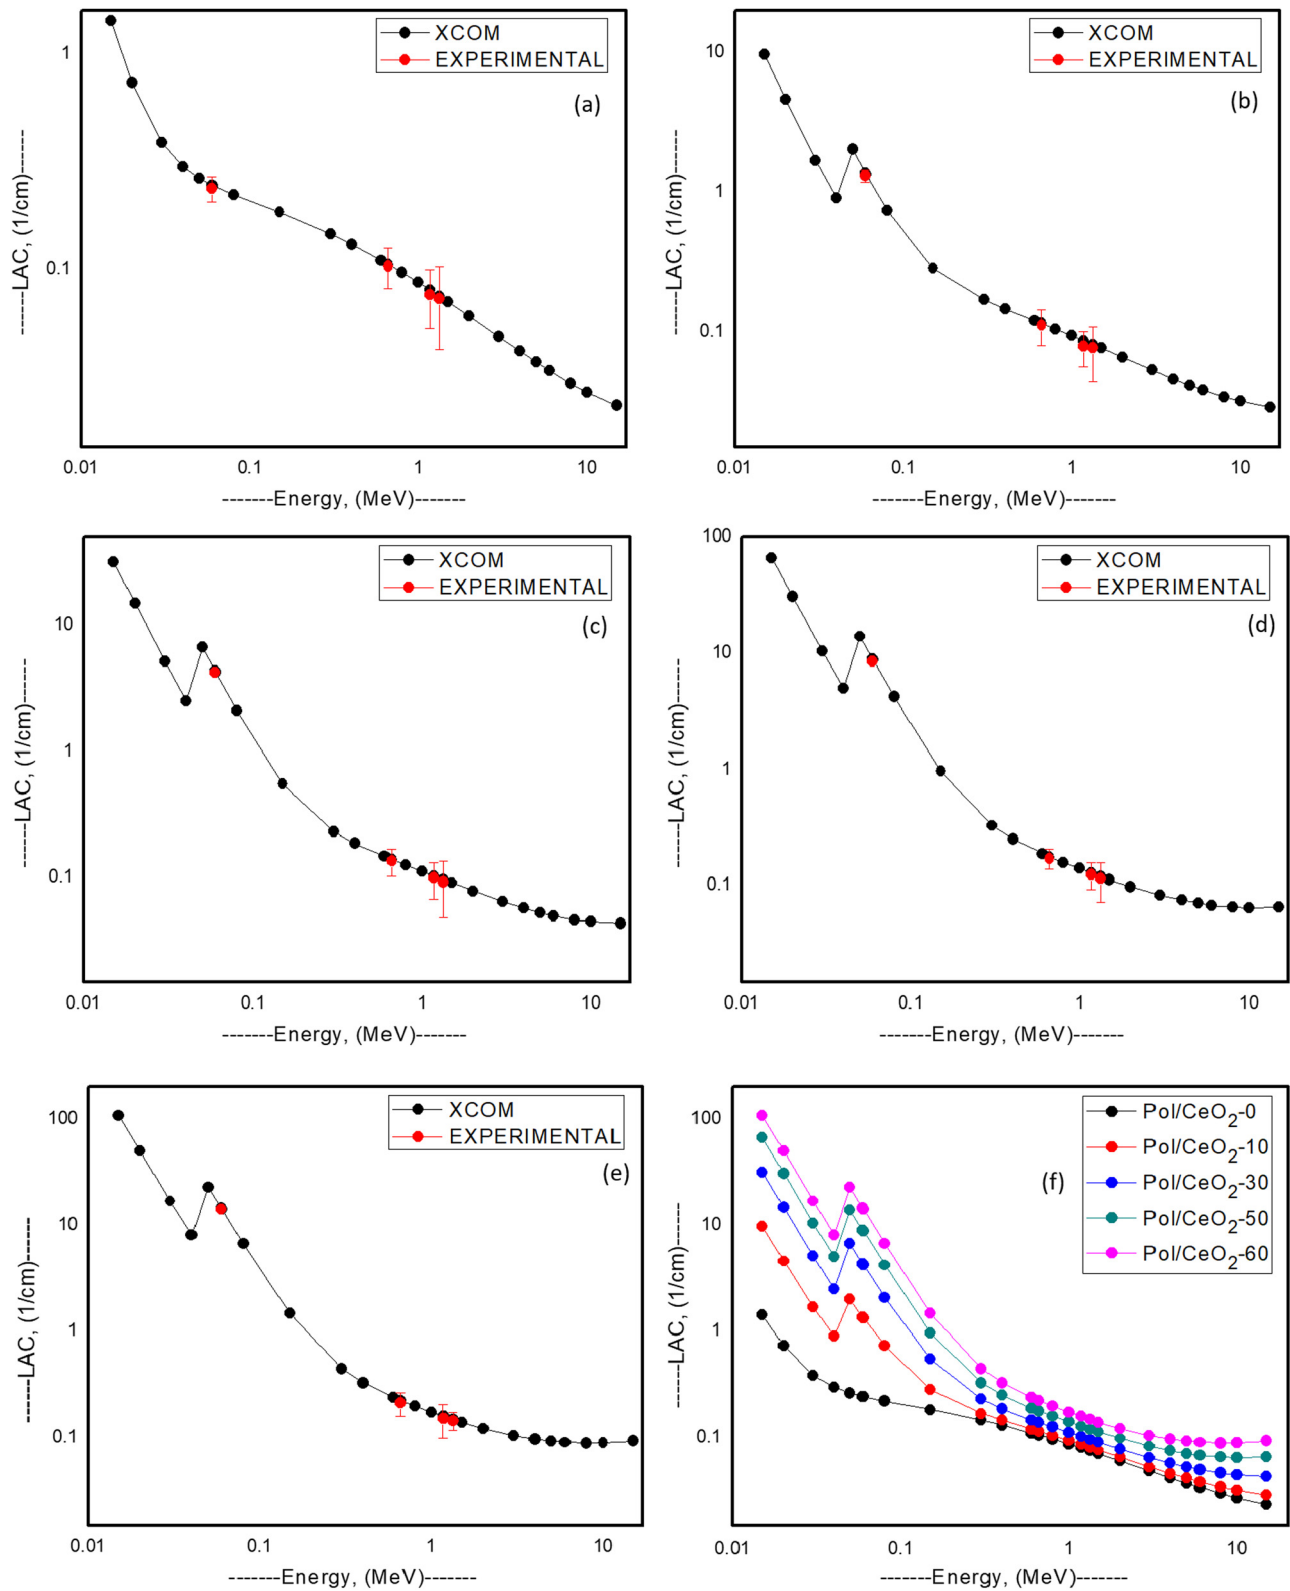 XCOM
EXPERIMENTAL
(a)
1
0.1
------LAC, (1/cm)------
0.01
0.1
1
10
-------Energy, (MeV)-------
XCOM
EXPERIMENTAL
(b)
10
1
0.1
------LAC, (1/cm)------
0.01
0.1
1
10
-------Energy, (MeV)-------
XCOM
EXPERIMENTAL
(c)
10
1
0.1
------LAC, (1/cm)------
0.01
0.1
1
10
-------Energy, (MeV)-------
XCOM
EXPERIMENTAL
(d)
100
10
1
0.1
------LAC, (1/cm)------
0.01
0.1
1
10
-------Energy, (MeV)-------
XCOM
EXPERIMENTAL
(e)
100
10
1
0.1
------LAC, (1/cm)------
0.01
0.1
1
10
-------Energy, (MeV)-------
Pol/CeO2-0
Pol/CeO2-10
Pol/CeO2-30
Pol/CeO2-50
Pol/CeO2-60
(f)
100
10
1
0.1
------LAC, (1/cm)------
0.01
0.1
1
10
-------Energy, (MeV)-------